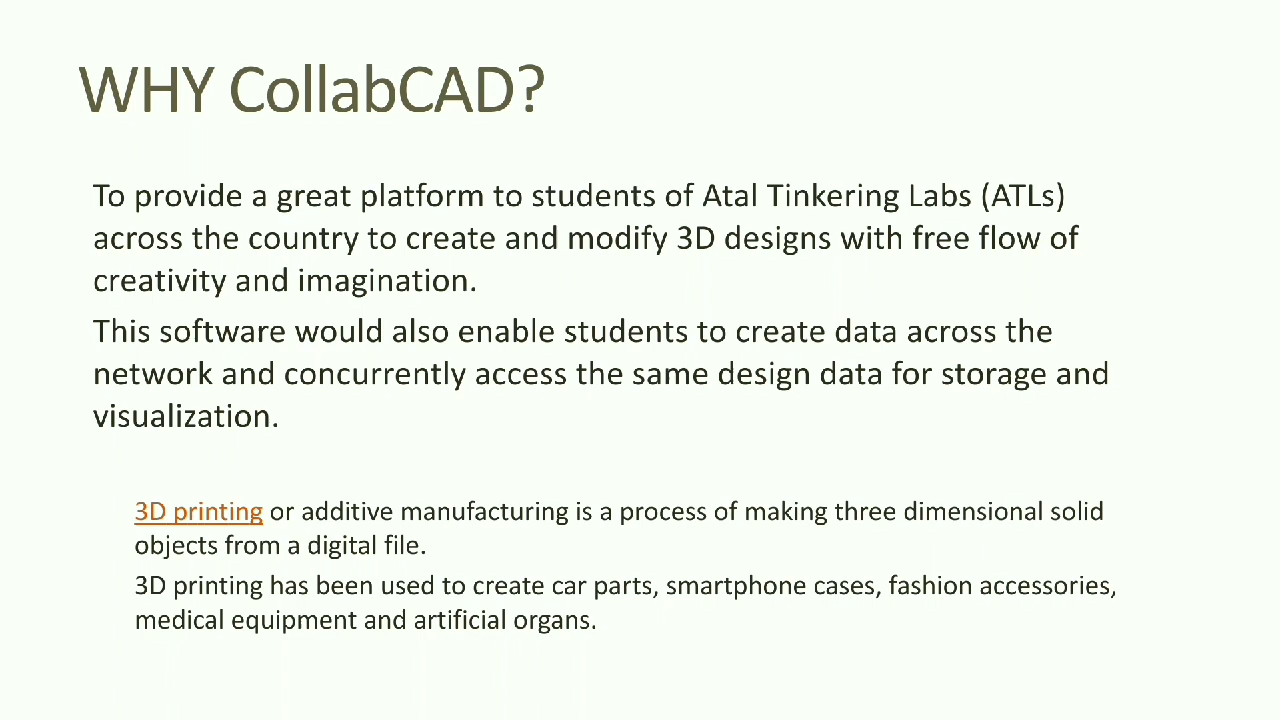 WHY CollabCAD?
To provide a great platform to students of Atal Tinkering Labs (ATLs)
across the country to create and modify 3D designs with free flow of
creativity and imagination.
This software would also enable students to create data across the
network and concurrently access the same design data for storage and
visualization.
3D printing or additive manufacturing is a process of making three dimensional solid
objects from a digital file.
3D printing has been used to create car parts, smartphone cases, fashion accessories,
medical equipment and artificial organs.